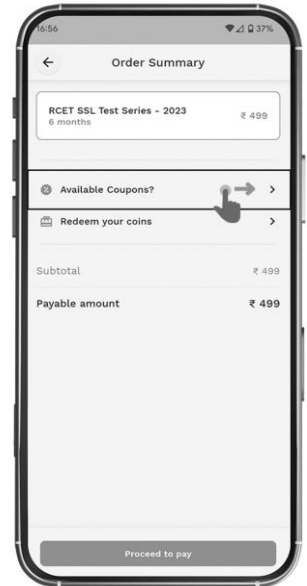 16:56
37%
Order Summary
RCET SSL Test Series - 2023
6 months
₹ 499
Available Coupons?
Redeem your coins
Subtotal
₹ 499
Payable amount
₹ 499
Proceed to pay